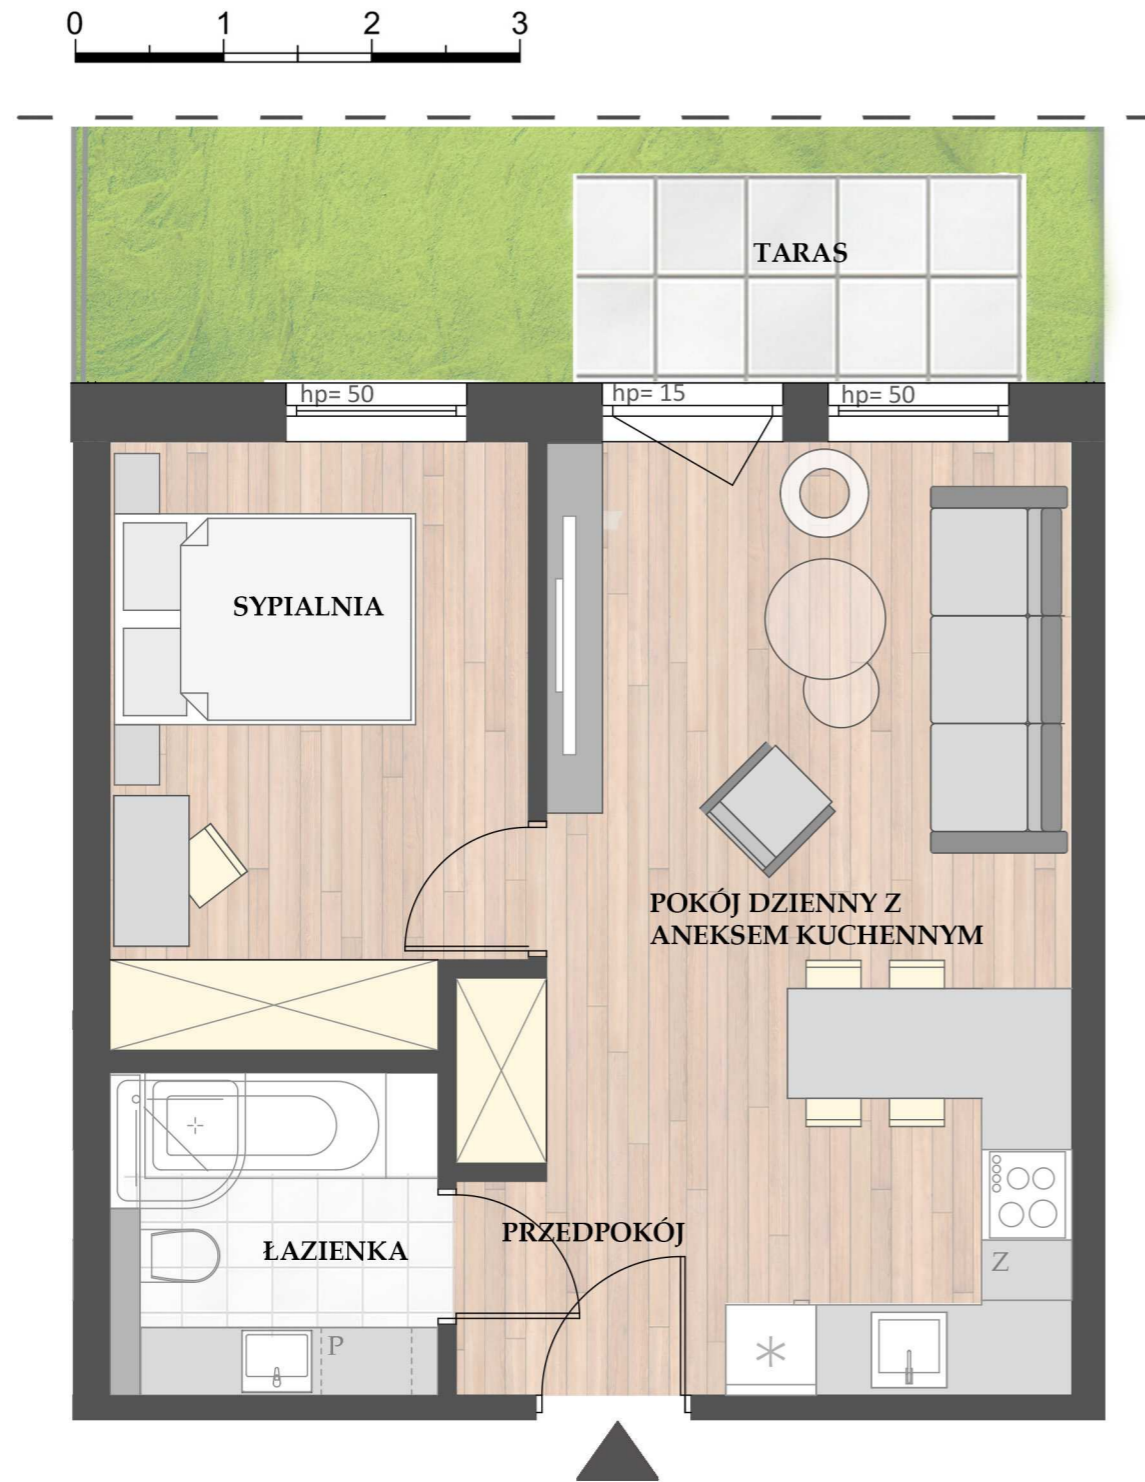 0 1 2 3
TARAS
hp= 50
hp= 15
hp= 50
SYPIALNIA
POKÓJ DZIENNY Z
ANEKSEM KUCHENNYM
PRZEDPOKÓJ
ŁAZIENKA
Z
P